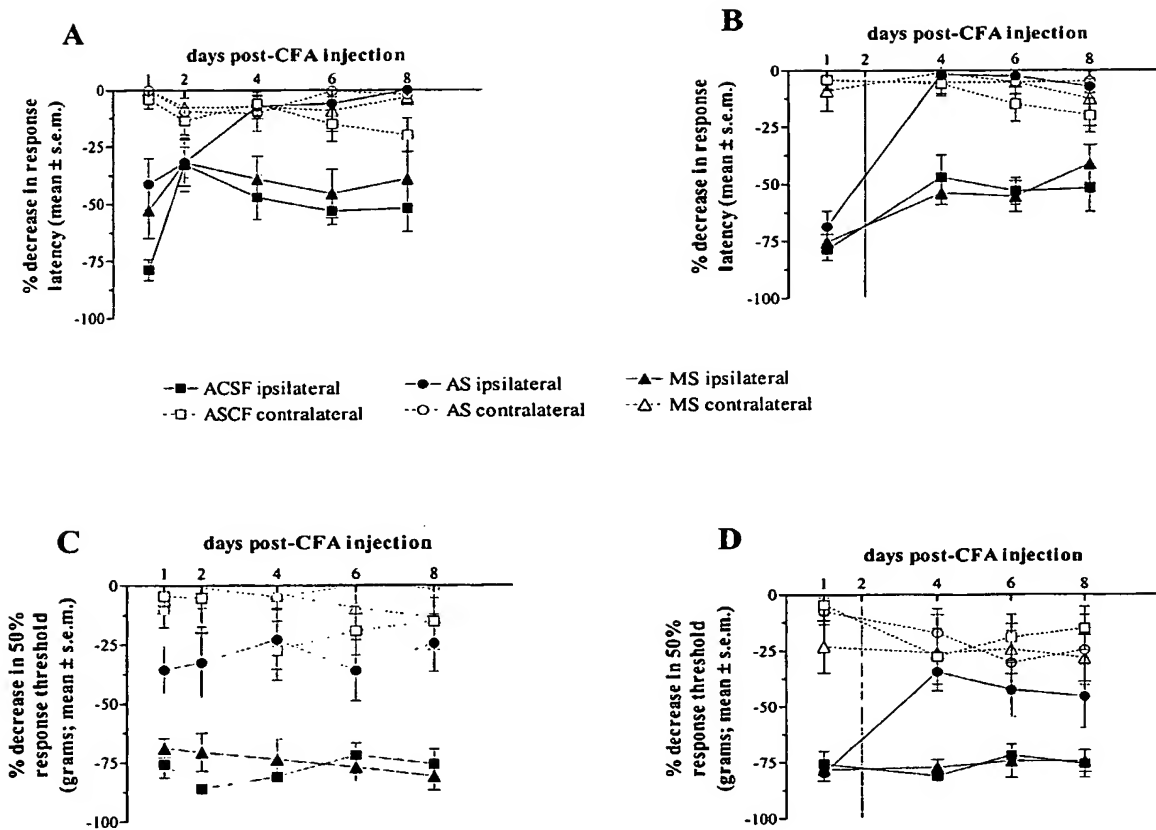 A
days post-CFA injection
1 2 4 6 8
0
-25
-50
-75
-100
% decrease in response
latency (mean ± s.e.m.)
B
days post-CFA injection
1 2 4 6 8
0
-25
-50
-75
-100
% decrease in response
latency (mean ± s.e.m.)
ACSF ipsilateral AS ipsilateral MS ipsilateral
ASCF contralateral AS contralateral MS contralateral
C
days post-CFA injection
1 2 4 6 8
0
-25
-50
-75
-100
% decrease in 50%
response threshold
(grams; mean ± s.e.m.)
D
days post-CFA injection
1 2 4 6 8
0
-25
-50
-75
-100
% decrease in 50%
response threshold
(grams; mean ± s.e.m.)